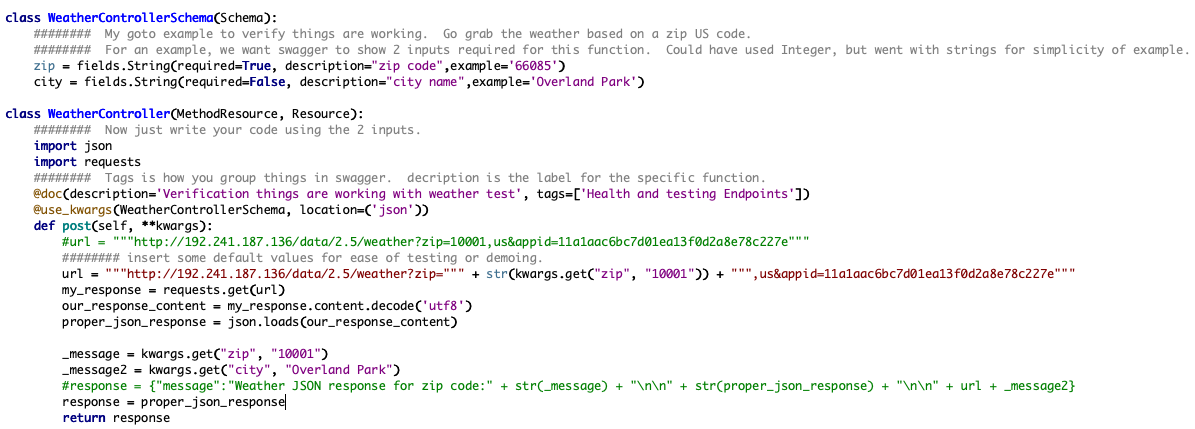 class WeatherControllerSchema(Schema):
    ########  My goto example to verify things are working.  Go grab the weather based on a zip US code.
    ########  For an example, we want swagger to show 2 inputs required for this function.  Could have used Integer, but went with strings for simplicity of example.
    zip = fields.String(required=True, description="zip code",example='66085')
    city = fields.String(required=False, description="city name",example='Overland Park')

class WeatherController(MethodResource, Resource):
    ########  Now just write your code using the 2 inputs.
    import json
    import requests
    ########  Tags is how you group things in swagger.  decription is the label for the specific function.
    @doc(description='Verification things are working with weather test', tags=['Health and testing Endpoints'])
    @use_kwargs(WeatherControllerSchema, location=('json'))
    def post(self, **kwargs):
        #url = """http://192.241.187.136/data/2.5/weather?zip=10001,us&appid=11a1aac6bc7d01ea13f0d2a8e78c227e"""
        ######## insert some default values for ease of testing or demoing.
        url = """http://192.241.187.136/data/2.5/weather?zip=""" + str(kwargs.get("zip", "10001")) + """,us&appid=11a1aac6bc7d01ea13f0d2a8e78c227e"""
        my_response = requests.get(url)
        our_response_content = my_response.content.decode('utf8')
        proper_json_response = json.loads(our_response_content)

        _message = kwargs.get("zip", "10001")
        _message2 = kwargs.get("city", "Overland Park")
        #response = {"message":"Weather JSON response for zip code:" + str(_message) + "\n\n" + str(proper_json_response) + "\n\n" + url + _message2}
        response = proper_json_response
        return response